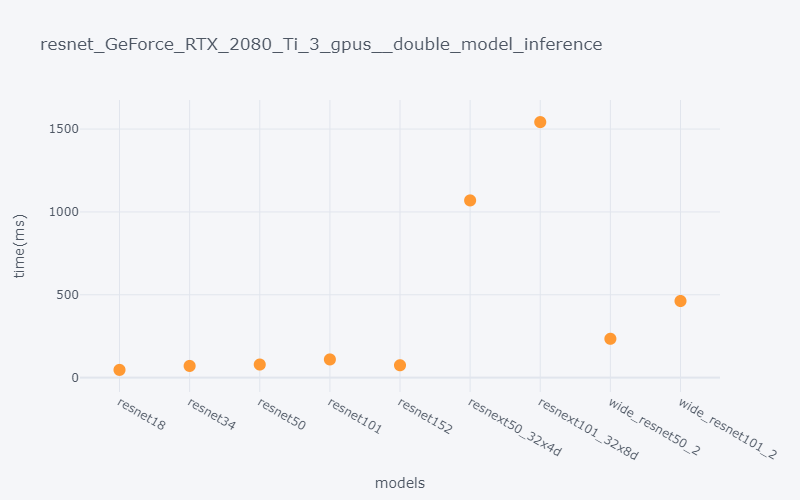 resnet_GeForce_RTX_2080_Ti_3_gpus__double_model_inference
time(ms)
1500
1000
500
0
resnet18
resnet34
resnet50
resnet101
resnet152
resnext50_32x4d
resnext101_32x8d
wide_resnet50_2
wide_resnet101_2
models